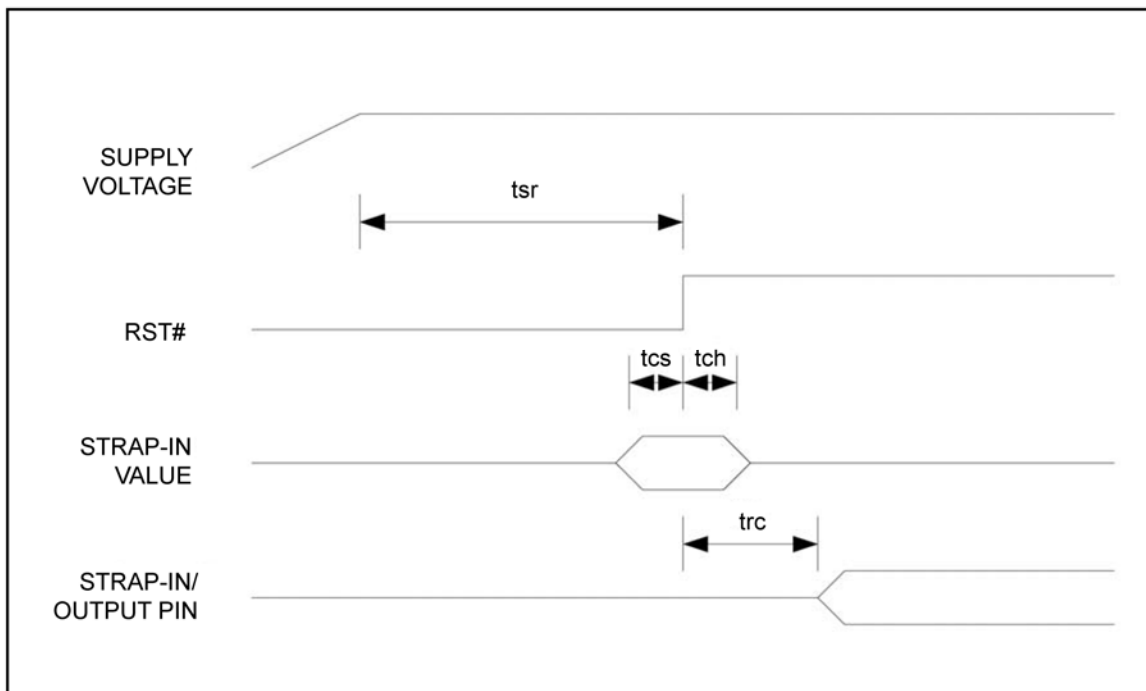 SUPPLY
VOLTAGE
tsr
RST#
tcs
tch
STRAP-IN
VALUE
trc
STRAP-IN/
OUTPUT PIN